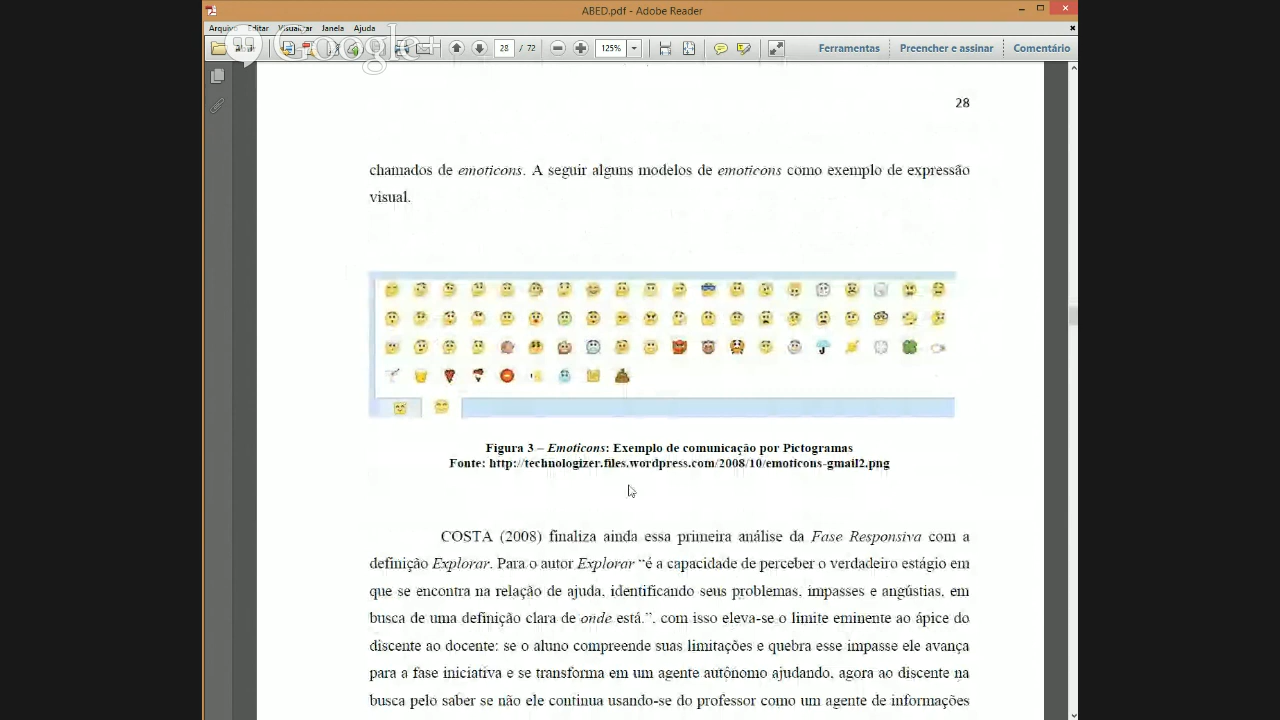 ABED.pdf - Adobe Reader
Arquivo Editar Visualizar Janela Ajuda
Google+
28 / 72 125% Ferramentas Preencher e assinar Comentário
28
chamados de emoticons. A seguir alguns modelos de emoticons como exemplo de expressão
visual.
Figura 3 – Emoticons: Exemplo de comunicação por Pictogramas
Fonte: http://technologizer.files.wordpress.com/2008/10/emoticons-gmail2.png
COSTA (2008) finaliza ainda essa primeira análise da Fase Responsiva com a
definição Explorar. Para o autor Explorar “é a capacidade de perceber o verdadeiro estágio em
que se encontra na relação de ajuda, identificando seus problemas, impasses e angústias, em
busca de uma definição clara de onde está.”, com isso eleva-se o limite eminente ao ápice do
discente ao docente: se o aluno compreende suas limitações e quebra esse impasse ele avança
para a fase iniciativa e se transforma em um agente autônomo ajudando, agora ao discente na
busca pelo saber se não ele continua usando-se do professor como um agente de informações